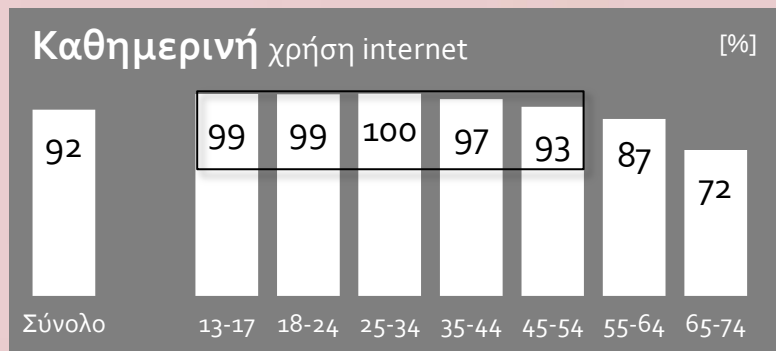 Καθημερινή χρήση internet [%]
92 99 99 100 97 93 87 72
Σύνολο 13-17 18-24 25-34 35-44 45-54 55-64 65-74